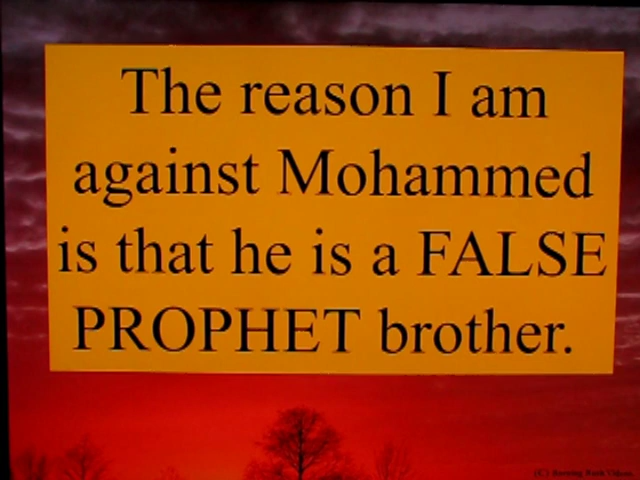 The reason I am
against Mohammed
is that he is a FALSE
PROPHET brother.